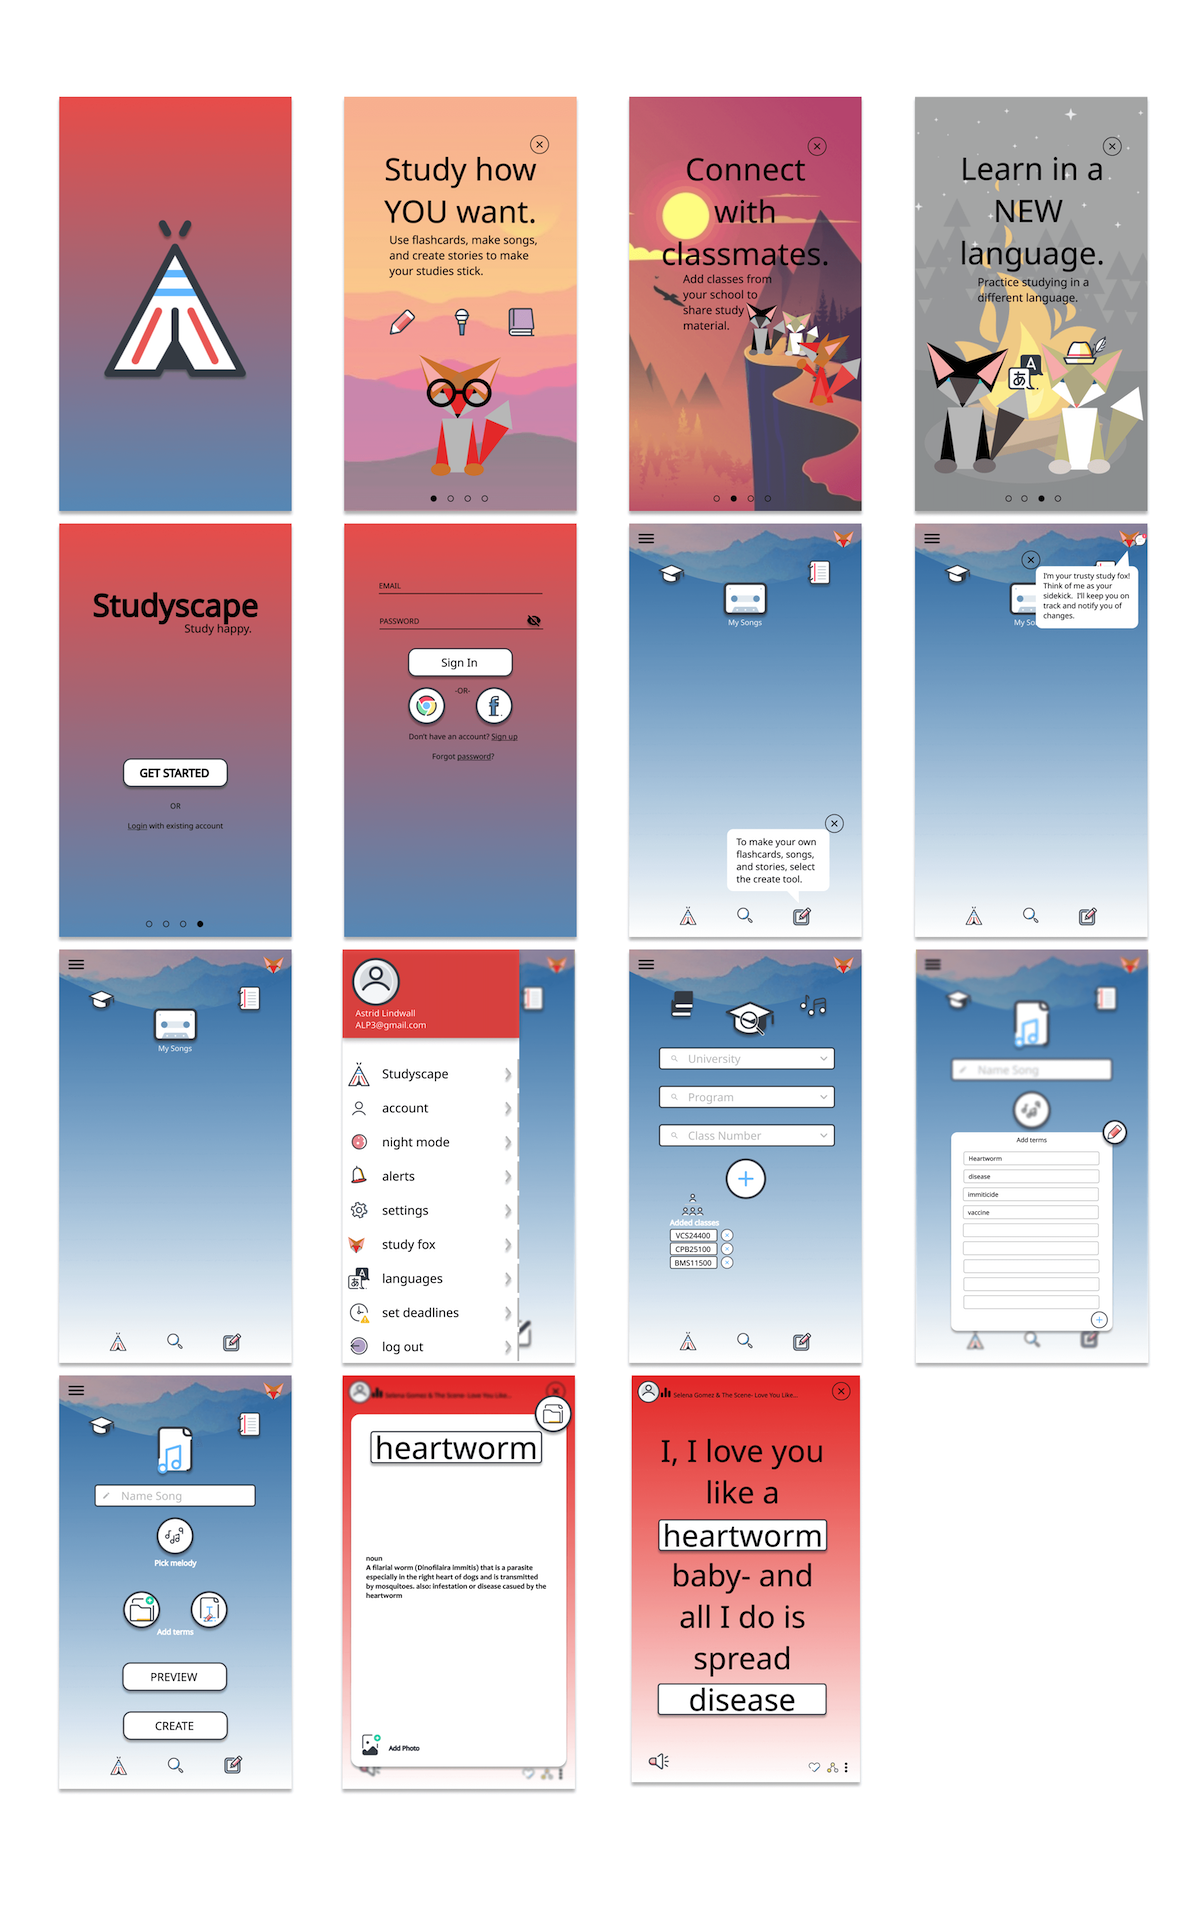 Study how
YOU want.
Use flashcards, make songs,
and create stories to make
your studies stick.
Connect
with
classmates.
Add classes from
your school to
share study
material.
Learn in a
NEW
language.
Practice studying in a
different language.
A
あ
Studyscape
Study happy.
GET STARTED
OR
Login with existing account
EMAIL
PASSWORD
Sign In
-OR-
f
Don't have an account? Sign up
Forgot password?
My Songs
To make your own
flashcards, songs,
and stories, select
the create tool.
My So
I'm your trusty study fox!
Think of me as your
sidekick. I'll keep you on
track and notify you of
changes.
My Songs
Astrid Lindwall
ALP3@gmail.com
Studyscape
account
night mode
alerts
settings
study fox
A
あ
languages
set deadlines
log out
University
Program
Class Number
Added classes
VCS24400
CPB25100
BMS11500
Name Song
Add terms
Heartworm
disease
immiticide
vaccine
Name Song
Pick melody
Add terms
PREVIEW
CREATE
Selena Gomez & The Scene- Love You Like...
heartworm
noun
A filarial worm (Dinofilaira immitis) that is a parasite
especially in the right heart of dogs and is transmitted
by mosquitoes. also: infestation or disease casued by the
heartworm
Add Photo
Selena Gomez & The Scene- Love You Like...
I, I love you
like a
heartworm
baby- and
all I do is
spread
disease